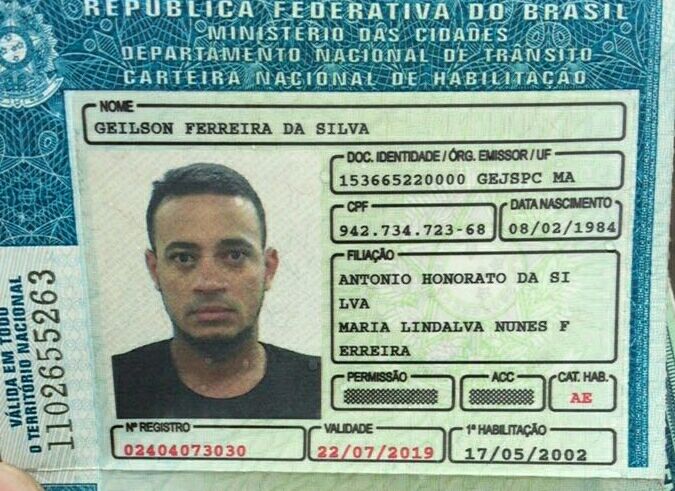 REPÚBLICA FEDERATIVA DO BRASIL
MINISTÉRIO DAS CIDADES
DEPARTAMENTO NACIONAL DE TRÂNSITO
CARTEIRA NACIONAL DE HABILITAÇÃO
NOME
GEILSON FERREIRA DA SILVA
DOC. IDENTIDADE / ÓRG. EMISSOR / UF
153665220000 GEJSPC MA
CPF
DATA NASCIMENTO
942.734.723-68
08/02/1984
FILIAÇÃO
ANTONIO HONORATO DA SI
LVA
MARIA LINDALVA NUNES F
ERREIRA
PERMISSÃO
ACC
CAT. HAB.
AE
Nº REGISTRO
VALIDADE
1ª HABILITAÇÃO
02404073030
22/07/2019
17/05/2002
VÁLIDA EM TODO
O TERRITÓRIO NACIONAL
1102655263